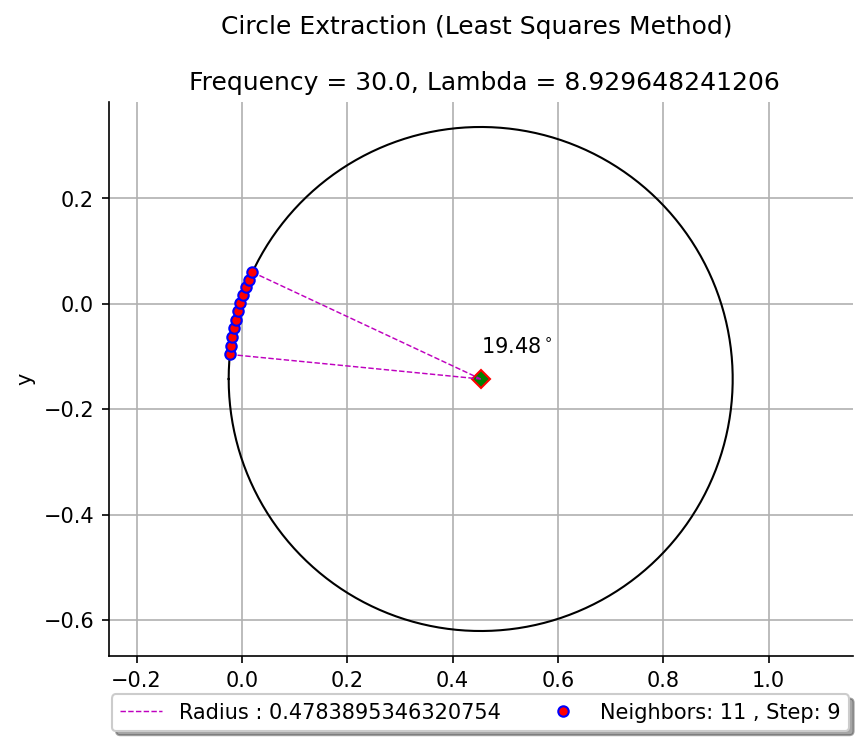 Circle Extraction (Least Squares Method)
Frequency = 30.0, Lambda = 8.929648241206
0.2
0.0
−0.2
−0.4
−0.6
y
19.48°
−0.2 0.0 0.2 0.4 0.6 0.8 1.0
Radius : 0.4783895346320754 Neighbors: 11 , Step: 9